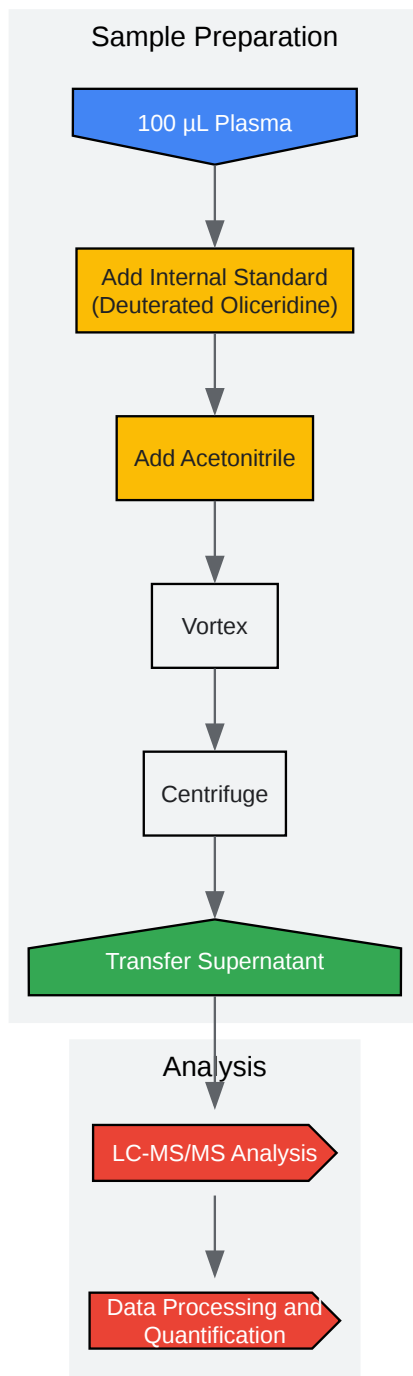 Sample Preparation
100 µL Plasma
Add Internal Standard
(Deuterated Oliceridine)
Add Acetonitrile
Vortex
Centrifuge
Transfer Supernatant
Analysis
LC-MS/MS Analysis
Data Processing and
Quantification